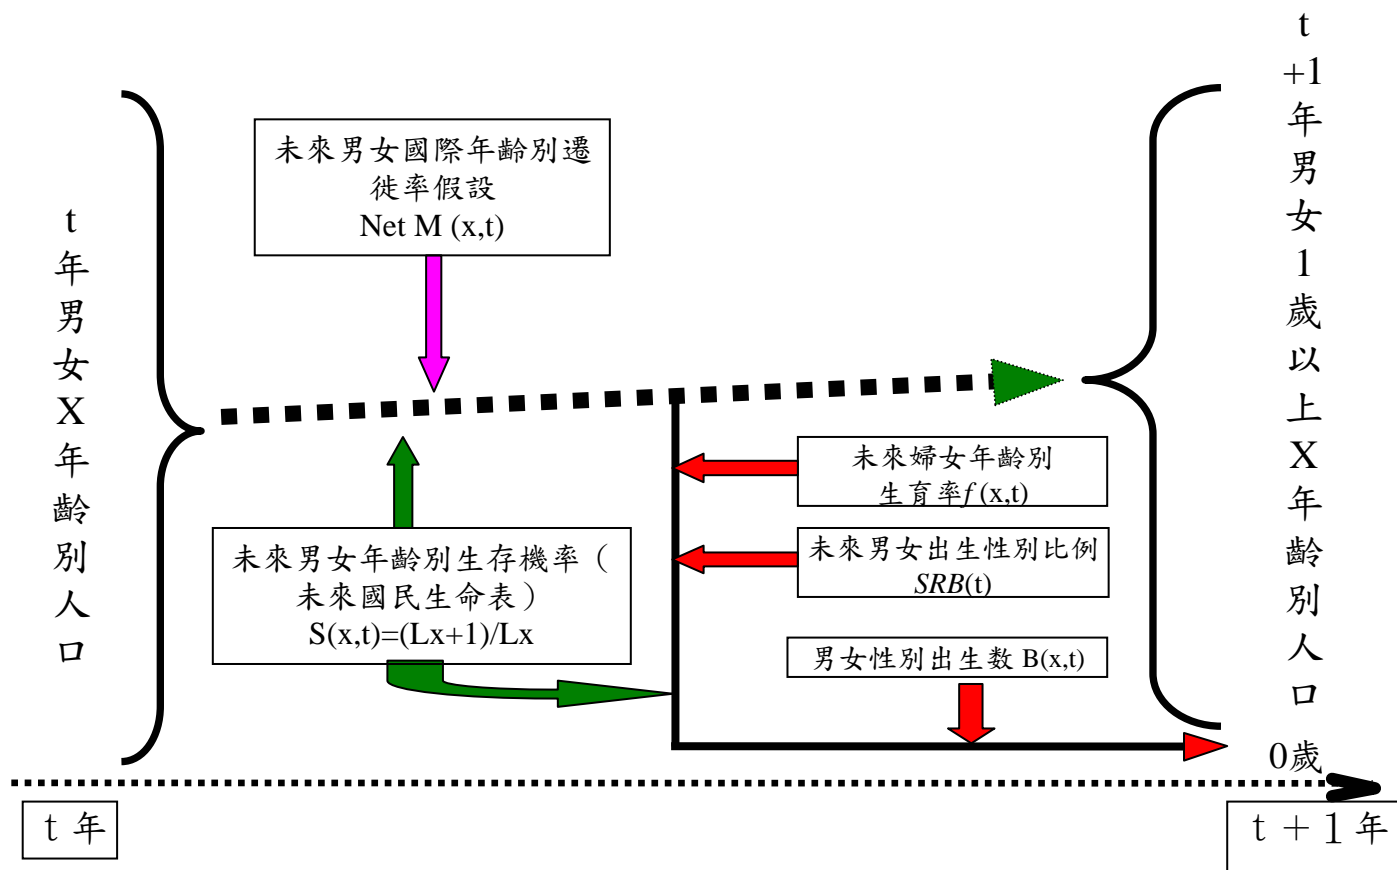 t年男女X年齡別人口
未來男女國際年齡別遷
徙率假設
Net M (x,t)
未來男女年齡別生存機率（
未來國民生命表）
S(x,t)=(Lx+1)/Lx
未來婦女年齡別
生育率f (x,t)
未來男女出生性別比例
SRB(t)
男女性別出生數 B(x,t)
t+1年男女1歲以上X年齡別人口
0歲
t 年
t + 1 年